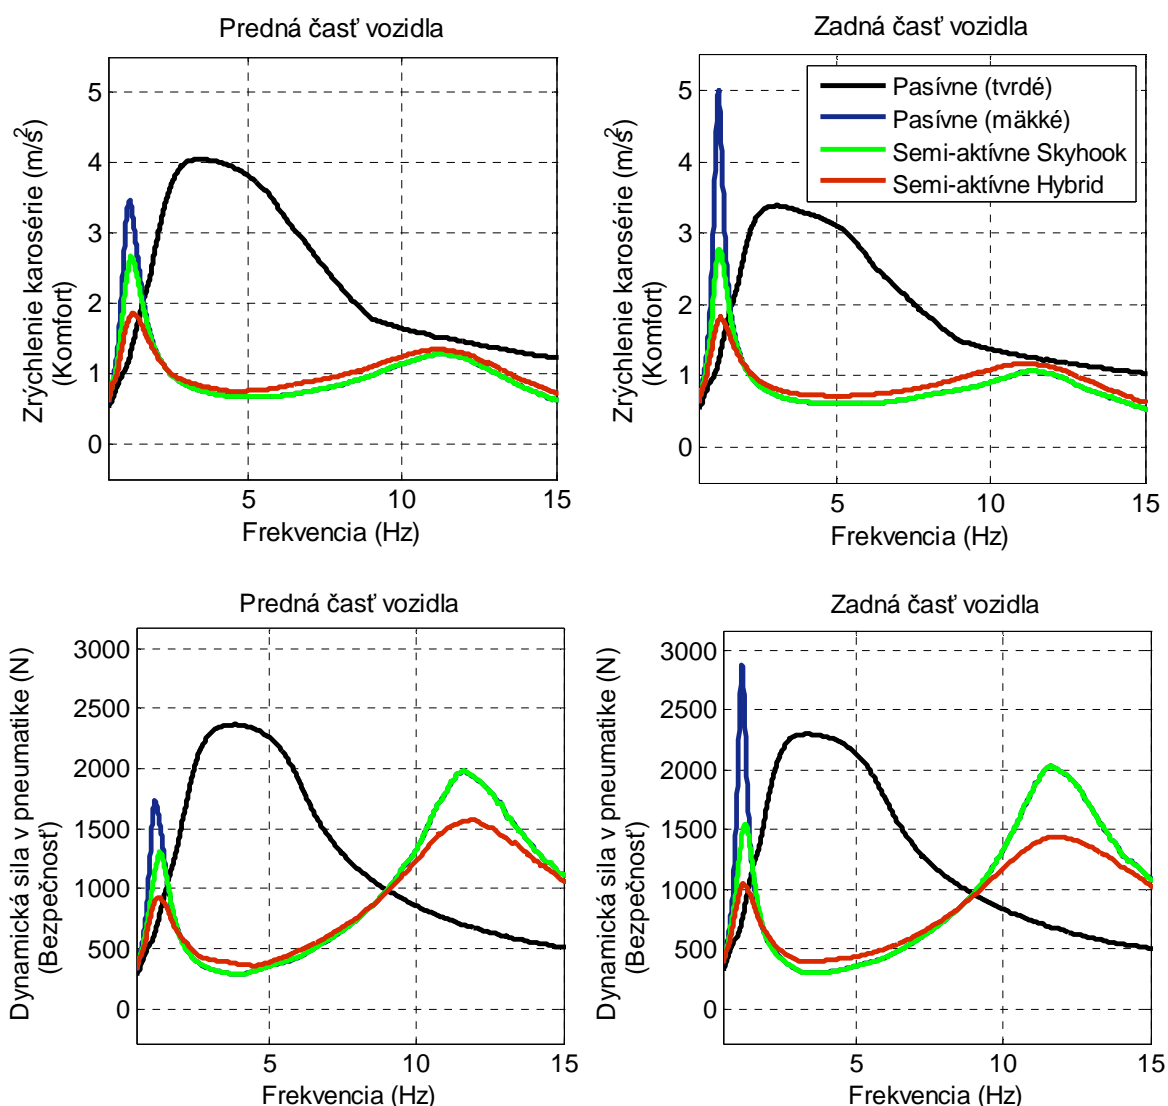 Predná časť vozidla
Zrýchlenie karosérie (m/s²)
(Komfort)
5
4
3
2
1
0
5
10
15
Frekvencia (Hz)
Zadná časť vozidla
Zrýchlenie karosérie (m/s²)
(Komfort)
5
4
3
2
1
0
Pasívne (tvrdé)
Pasívne (mäkké)
Semi-aktívne Skyhook
Semi-aktívne Hybrid
5
10
15
Frekvencia (Hz)
Predná časť vozidla
Dynamická sila v pneumatike (N)
(Bezpečnosť)
3000
2500
2000
1500
1000
500
0
5
10
15
Frekvencia (Hz)
Zadná časť vozidla
Dynamická sila v pneumatike (N)
(Bezpečnosť)
3000
2500
2000
1500
1000
500
0
5
10
15
Frekvencia (Hz)